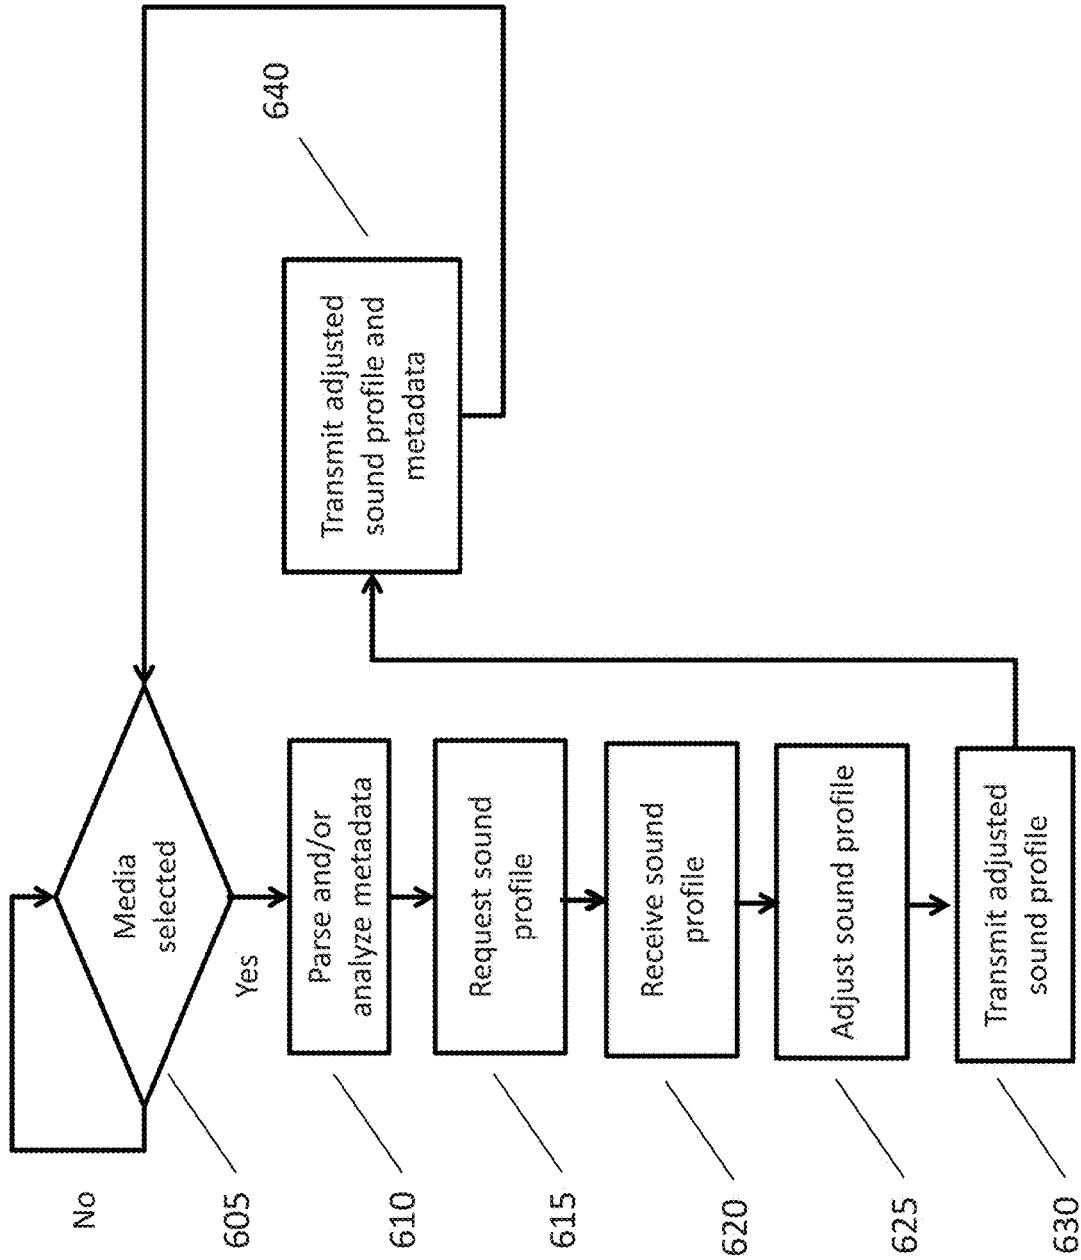 No
605
Media
selected
Yes
610
Parse and/or
analyze metadata
615
Request sound
profile
620
Receive sound
profile
625
Adjust sound profile
630
Transmit adjusted
sound profile
640
Transmit adjusted
sound profile and
metadata